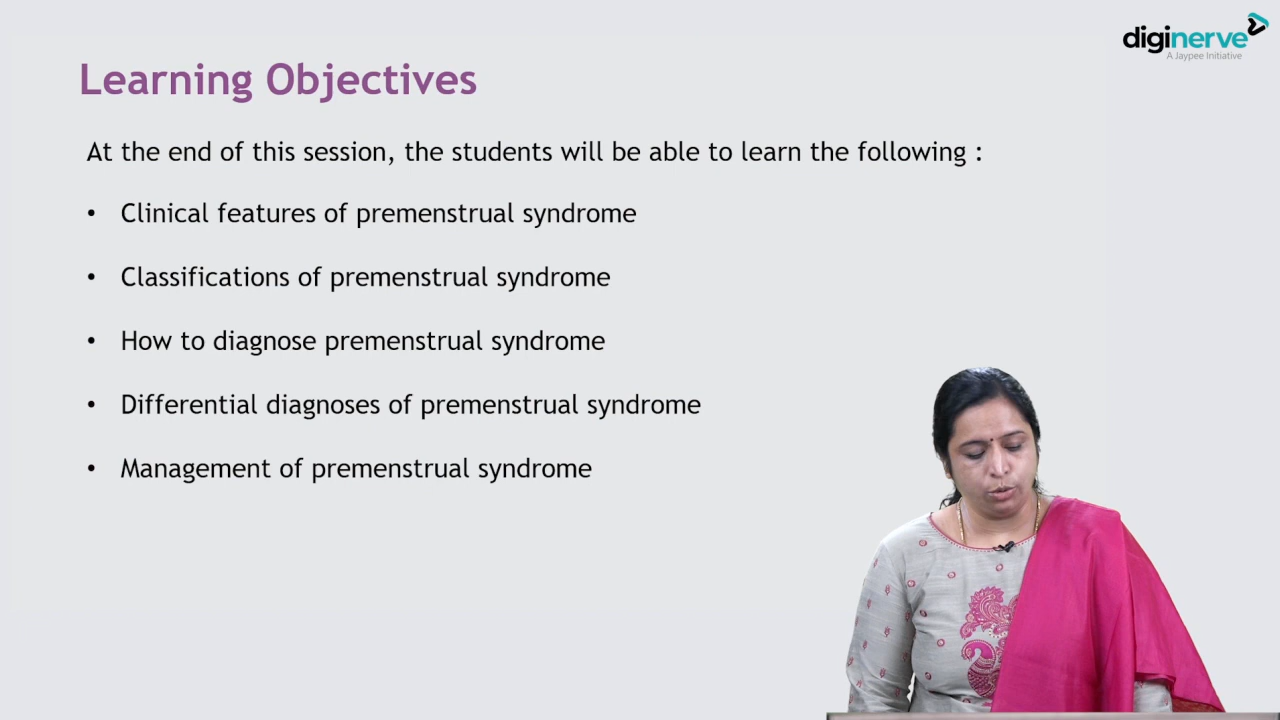 diginerve
A Jaypee Initiative
Learning Objectives
At the end of this session, the students will be able to learn the following :
• Clinical features of premenstrual syndrome
• Classifications of premenstrual syndrome
• How to diagnose premenstrual syndrome
• Differential diagnoses of premenstrual syndrome
• Management of premenstrual syndrome